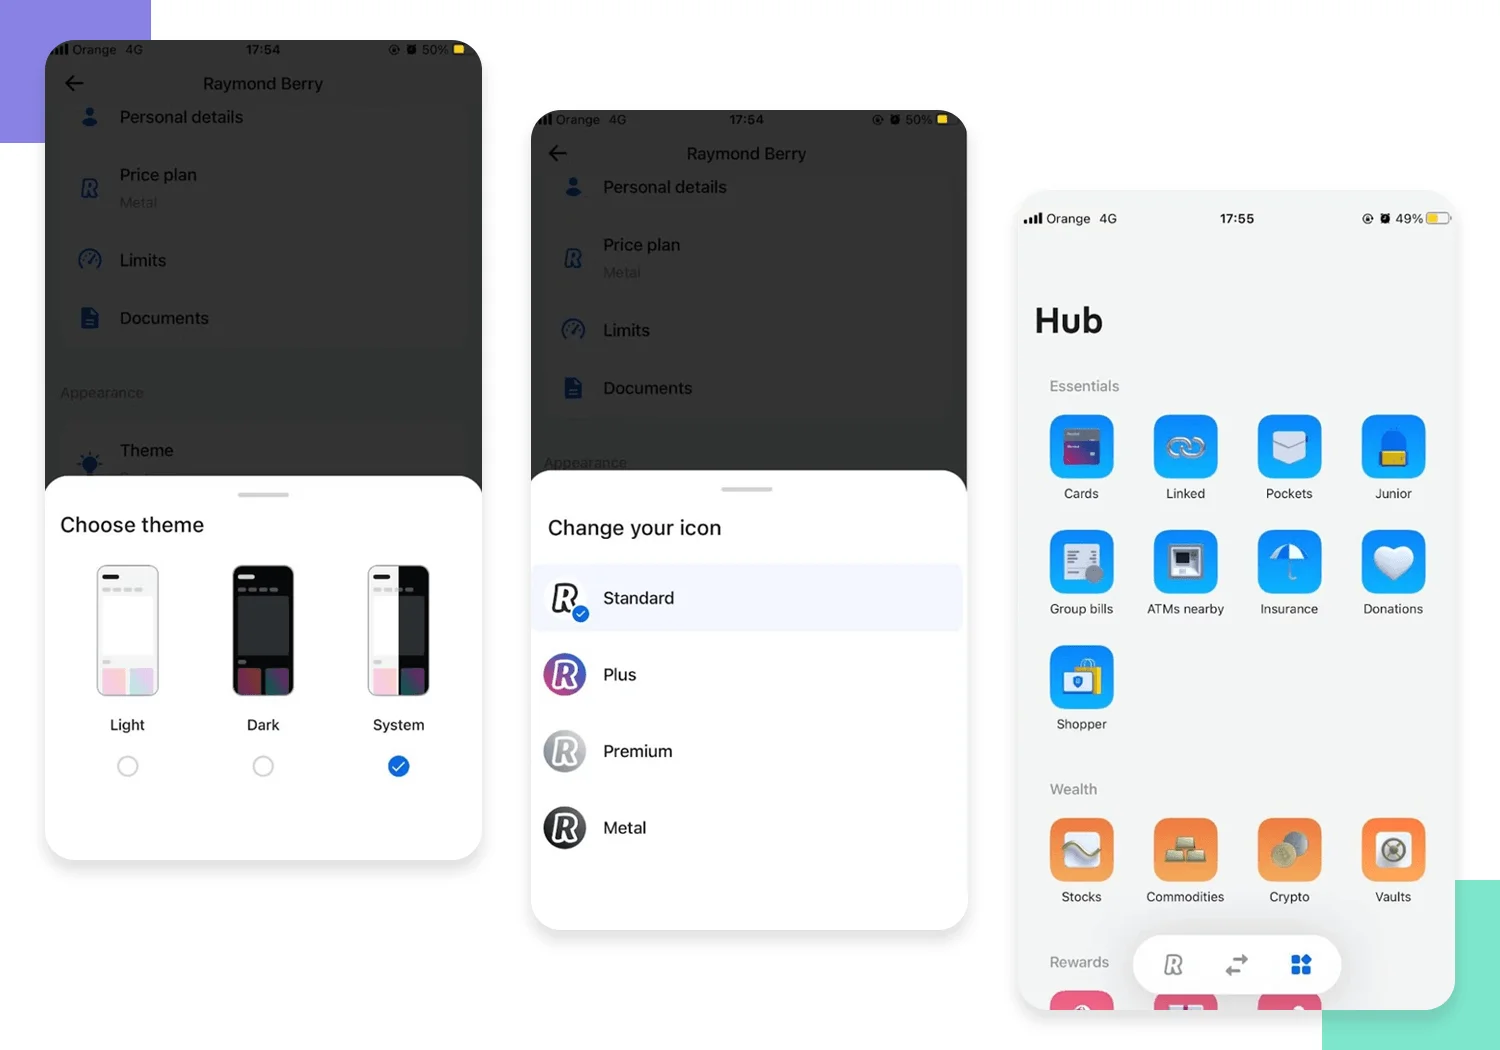 Orange 4G 17:54 50%
Raymond Berry
Personal details
Price plan
Metal
Limits
Documents
Appearance
Theme
Choose theme
Light Dark System
Orange 4G 17:54 50%
Raymond Berry
Personal details
Price plan
Metal
Limits
Documents
Appearance
Change your icon
R Standard
R Plus
R Premium
R Metal
Orange 4G 17:55 49%
Hub
Essentials
Cards Linked Pockets Junior
Group bills ATMs nearby Insurance Donations
Shopper
Wealth
Stocks Commodities Crypto Vaults
Rewards
R